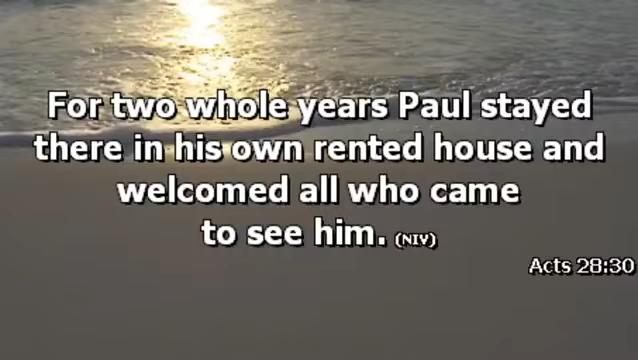 For two whole years Paul stayed
there in his own rented house and
welcomed all who came
to see him. (NIV)
Acts 28:30